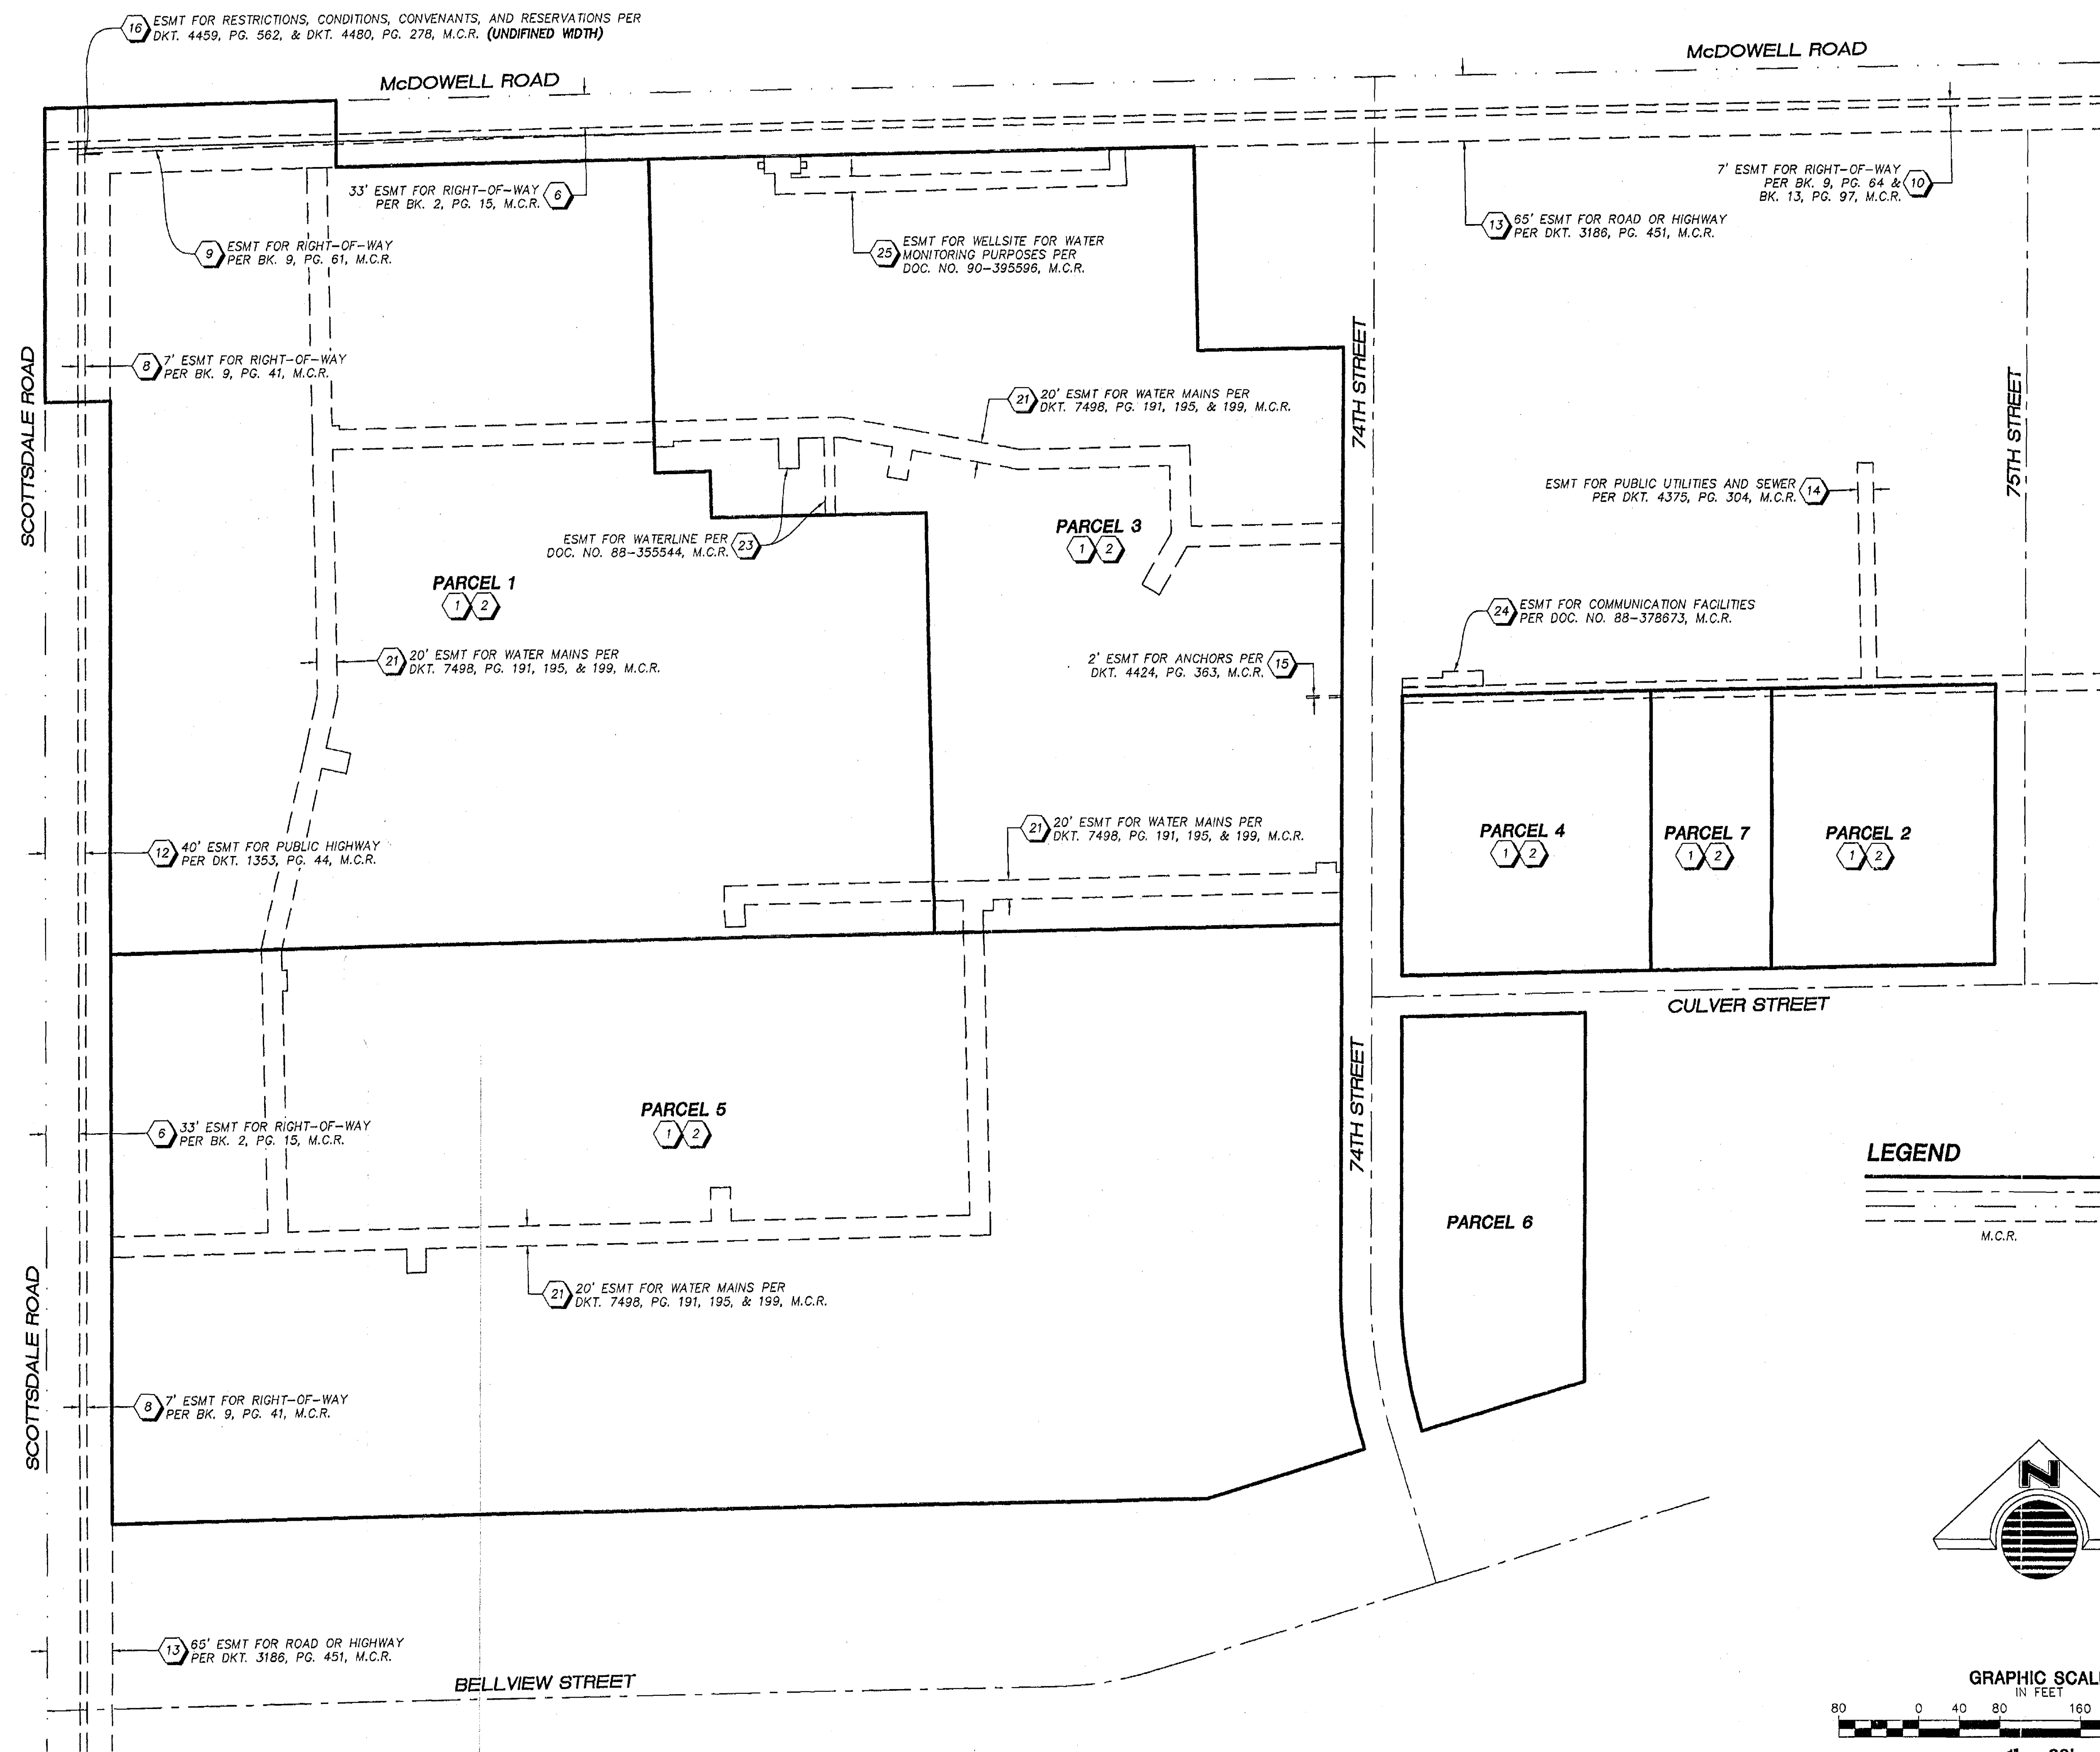 16
ESMT FOR RESTRICTIONS, CONDITIONS, CONVENANTS, AND RESERVATIONS PER
DKT. 4459, PG. 562, & DKT. 4480, PG. 278, M.C.R. (UNDIFINED WIDTH)
McDOWELL ROAD
McDOWELL ROAD
33' ESMT FOR RIGHT-OF-WAY
PER BK. 2, PG. 15, M.C.R.
6
7' ESMT FOR RIGHT-OF-WAY
PER BK. 9, PG. 64 &
BK. 13, PG. 97, M.C.R.
10
13
65' ESMT FOR ROAD OR HIGHWAY
PER DKT. 3186, PG. 451, M.C.R.
9
ESMT FOR RIGHT-OF-WAY
PER BK. 9, PG. 61, M.C.R.
25
ESMT FOR WELLSITE FOR WATER
MONITORING PURPOSES PER
DOC. NO. 90-395596, M.C.R.
8
7' ESMT FOR RIGHT-OF-WAY
PER BK. 9, PG. 41, M.C.R.
SCOTTSDALE ROAD
74TH STREET
75TH STREET
21
20' ESMT FOR WATER MAINS PER
DKT. 7498, PG. 191, 195, & 199, M.C.R.
ESMT FOR PUBLIC UTILITIES AND SEWER
PER DKT. 4375, PG. 304, M.C.R.
14
ESMT FOR WATERLINE PER
DOC. NO. 88-355544, M.C.R.
23
PARCEL 3
1 2
PARCEL 1
1 2
24
ESMT FOR COMMUNICATION FACILITIES
PER DOC. NO. 88-378673, M.C.R.
21
20' ESMT FOR WATER MAINS PER
DKT. 7498, PG. 191, 195, & 199, M.C.R.
2' ESMT FOR ANCHORS PER
DKT. 4424, PG. 363, M.C.R.
15
21
20' ESMT FOR WATER MAINS PER
DKT. 7498, PG. 191, 195, & 199, M.C.R.
PARCEL 4
1 2
PARCEL 7
1 2
PARCEL 2
1 2
12
40' ESMT FOR PUBLIC HIGHWAY
PER DKT. 1353, PG. 44, M.C.R.
CULVER STREET
74TH STREET
PARCEL 5
1 2
6
33' ESMT FOR RIGHT-OF-WAY
PER BK. 2, PG. 15, M.C.R.
LEGEND
M.C.R.
PARCEL 6
SCOTTSDALE ROAD
21
20' ESMT FOR WATER MAINS PER
DKT. 7498, PG. 191, 195, & 199, M.C.R.
8
7' ESMT FOR RIGHT-OF-WAY
PER BK. 9, PG. 41, M.C.R.
N
13
65' ESMT FOR ROAD OR HIGHWAY
PER DKT. 3186, PG. 451, M.C.R.
BELLVIEW STREET
GRAPHIC SCAL
IN FEET
80 0 40 80 160